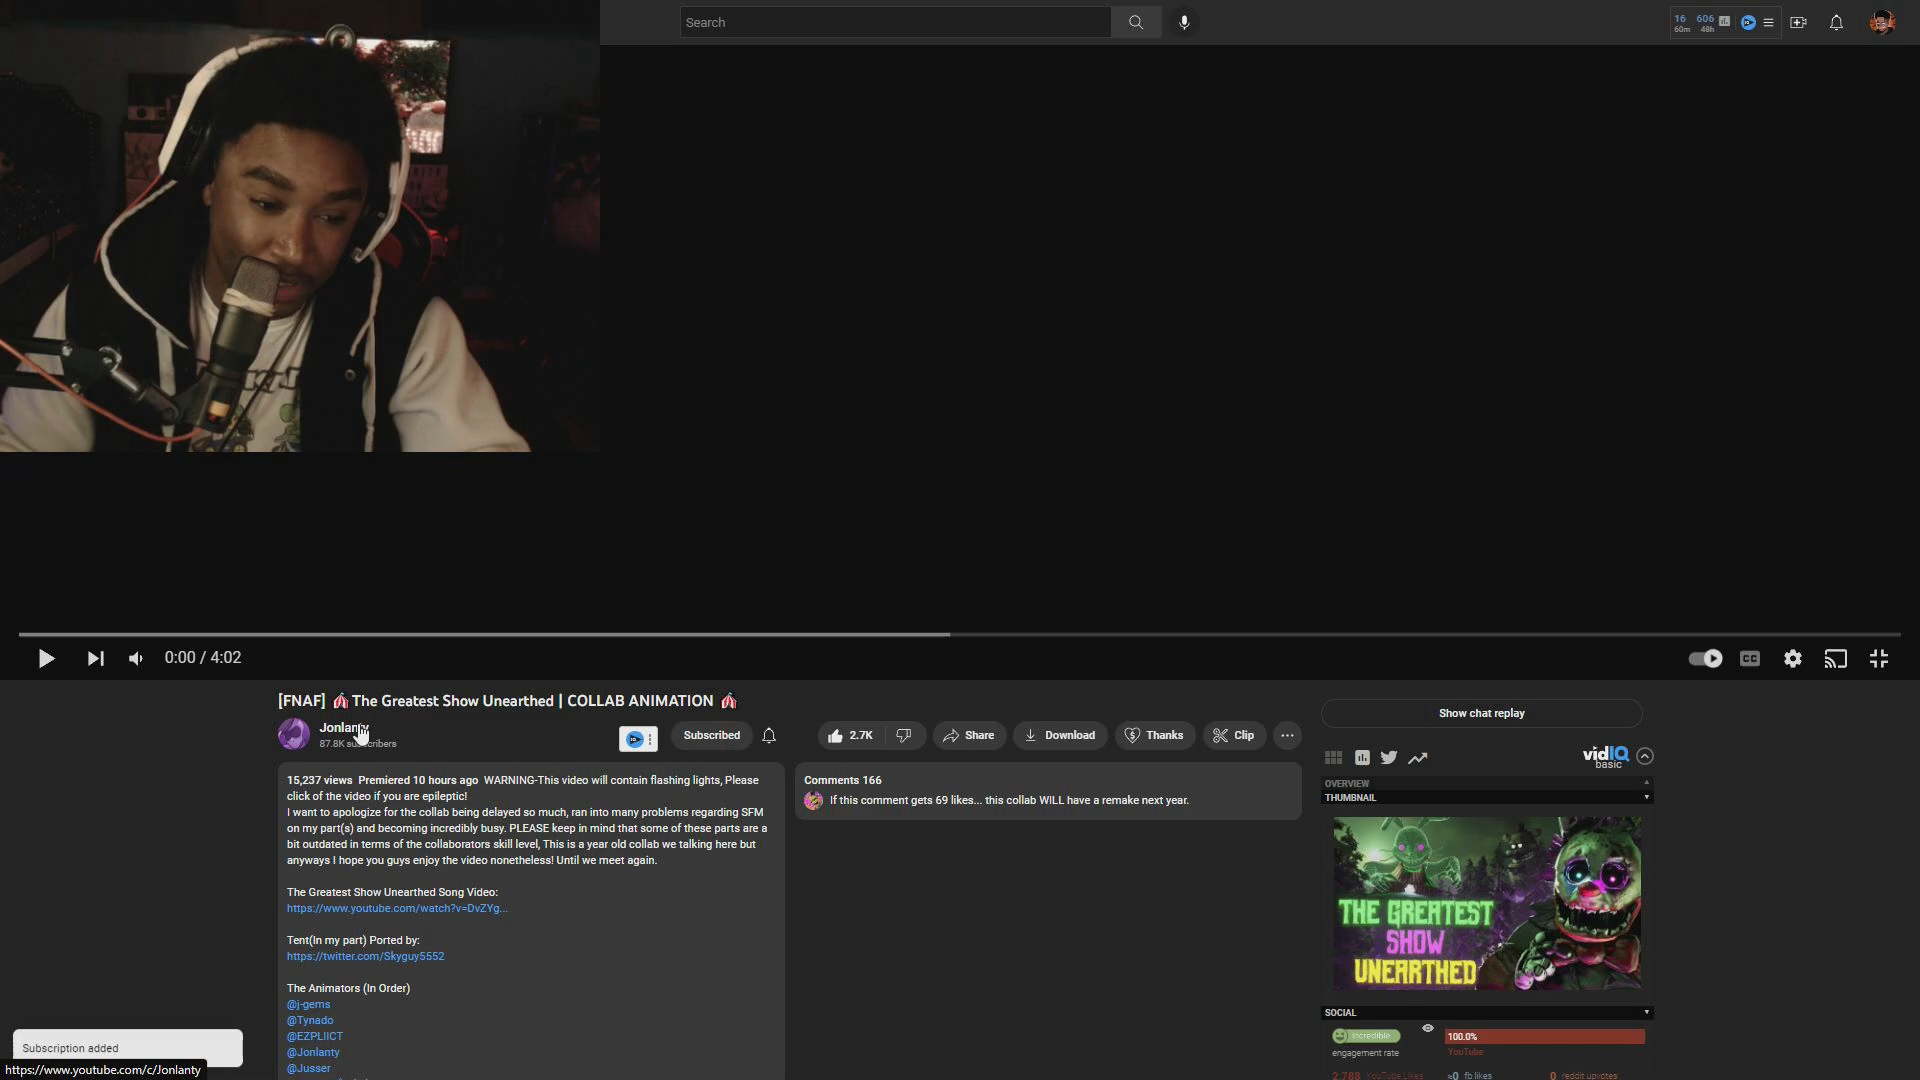 Search
16 606
60m 48h
0:00 / 4:02
CC
[FNAF] 🎪 The Greatest Show Unearthed | COLLAB ANIMATION 🎪
Jonlanty
87.8K subscribers
Subscribed
2.7K
Share
Download
Thanks
Clip
Show chat replay
15,237 views Premiered 10 hours ago WARNING-This video will contain flashing lights, Please
click of the video if you are epileptic!
I want to apologize for the collab being delayed so much, ran into many problems regarding SFM
on my part(s) and becoming incredibly busy. PLEASE keep in mind that some of these parts are a
bit outdated in terms of the collaborators skill level, This is a year old collab we talking here but
anyways I hope you guys enjoy the video nonetheless! Until we meet again.
The Greatest Show Unearthed Song Video:
https://www.youtube.com/watch?v=DvZYg...
Tent(In my part) Ported by:
https://twitter.com/Skyguy5552
The Animators (In Order)
@j-gems
@Tynado
@EZPLIICT
@Jonlanty
@Jusser
Comments 166
If this comment gets 69 likes... this collab WILL have a remake next year.
vidIQ
basic
OVERVIEW
THUMBNAIL
THE GREATEST
SHOW
UNEARTHED
SOCIAL
incredible
engagement rate
100.0%
YouTube
2,788 YouTube Likes
≈0 fb likes
0 reddit upvotes
Subscription added
https://www.youtube.com/c/Jonlanty